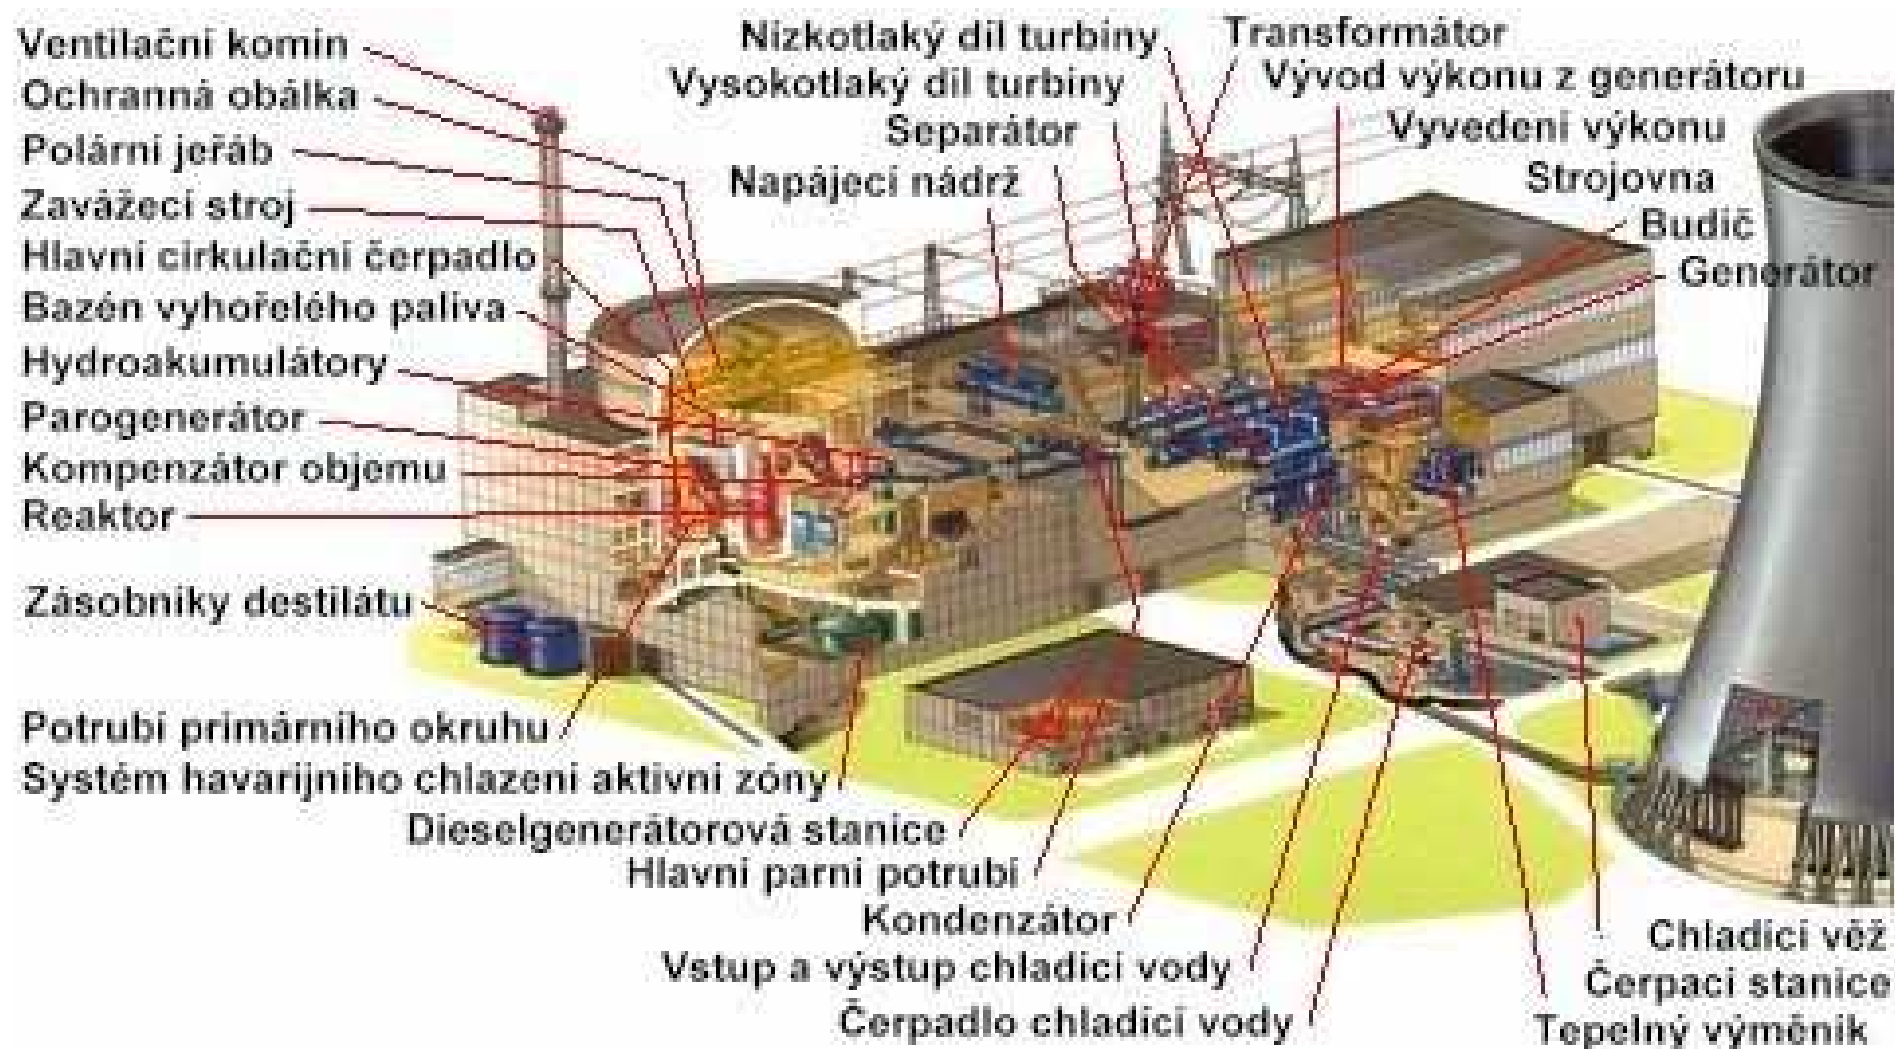 Ventilační komín
Ochranná obálka
Polární jeřáb
Zavážecí stroj
Hlavní cirkulační čerpadlo
Bazén vyhořelého paliva
Hydroakumulátory
Parogenerátor
Kompenzátor objemu
Reaktor
Zásobníky destilátu
Potrubí primárního okruhu
Systém havarijního chlazení aktivní zóny
Dieselgenerátorová stanice
Hlavní parní potrubí
Kondenzátor
Vstup a výstup chladící vody
Čerpadlo chladící vody
Nízkotlaký díl turbíny
Vysokotlaký díl turbíny
Separátor
Napájecí nádrž
Transformátor
Vývod výkonu z generátoru
Vyvedení výkonu
Strojovna
Budič
Generátor
Chladící věž
Čerpací stanice
Tepelný výměník